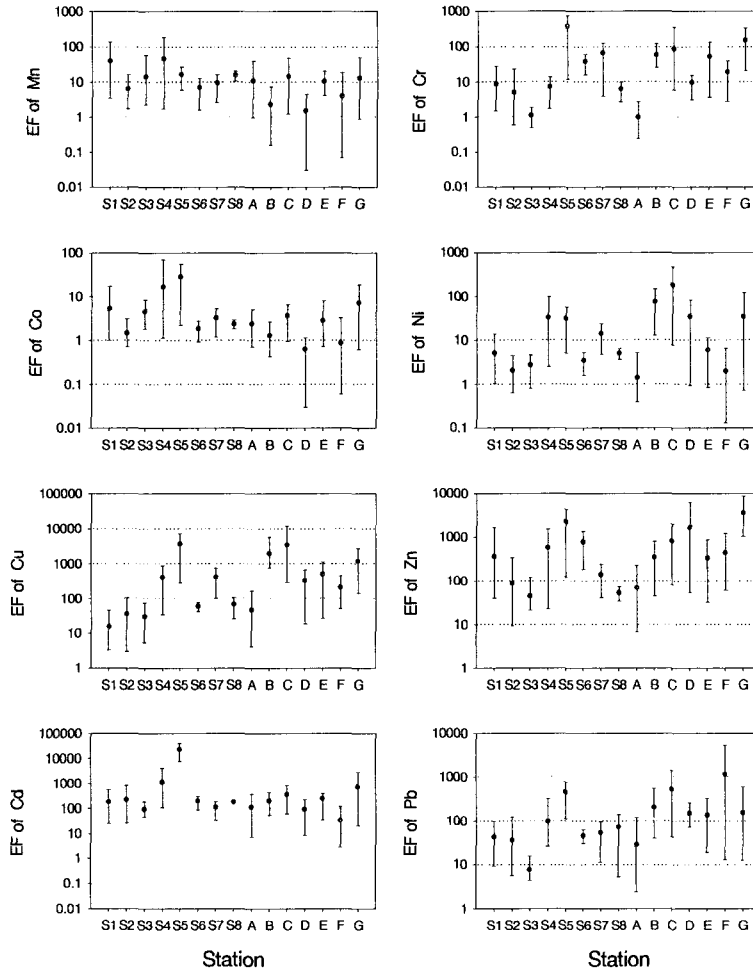 1000
100
10
1
0.1
0.01
EF of Mn
S1 S2 S3 S4 S5 S6 S7 S8 A B C D E F G
1000
100
10
1
0.1
0.01
EF of Cr
S1 S2 S3 S4 S5 S6 S7 S8 A B C D E F G
100
10
1
0.1
0.01
EF of Co
S1 S2 S3 S4 S5 S6 S7 S8 A B C D E F G
1000
100
10
1
0.1
EF of Ni
S1 S2 S3 S4 S5 S6 S7 S8 A B C D E F G
100000
10000
1000
100
10
1
EF of Cu
S1 S2 S3 S4 S5 S6 S7 S8 A B C D E F G
10000
1000
100
10
1
EF of Zn
S1 S2 S3 S4 S5 S6 S7 S8 A B C D E F G
100000
10000
1000
100
10
1
0.1
0.01
EF of Cd
S1 S2 S3 S4 S5 S6 S7 S8 A B C D E F G
Station
10000
1000
100
10
1
EF of Pb
S1 S2 S3 S4 S5 S6 S7 S8 A B C D E F G
Station